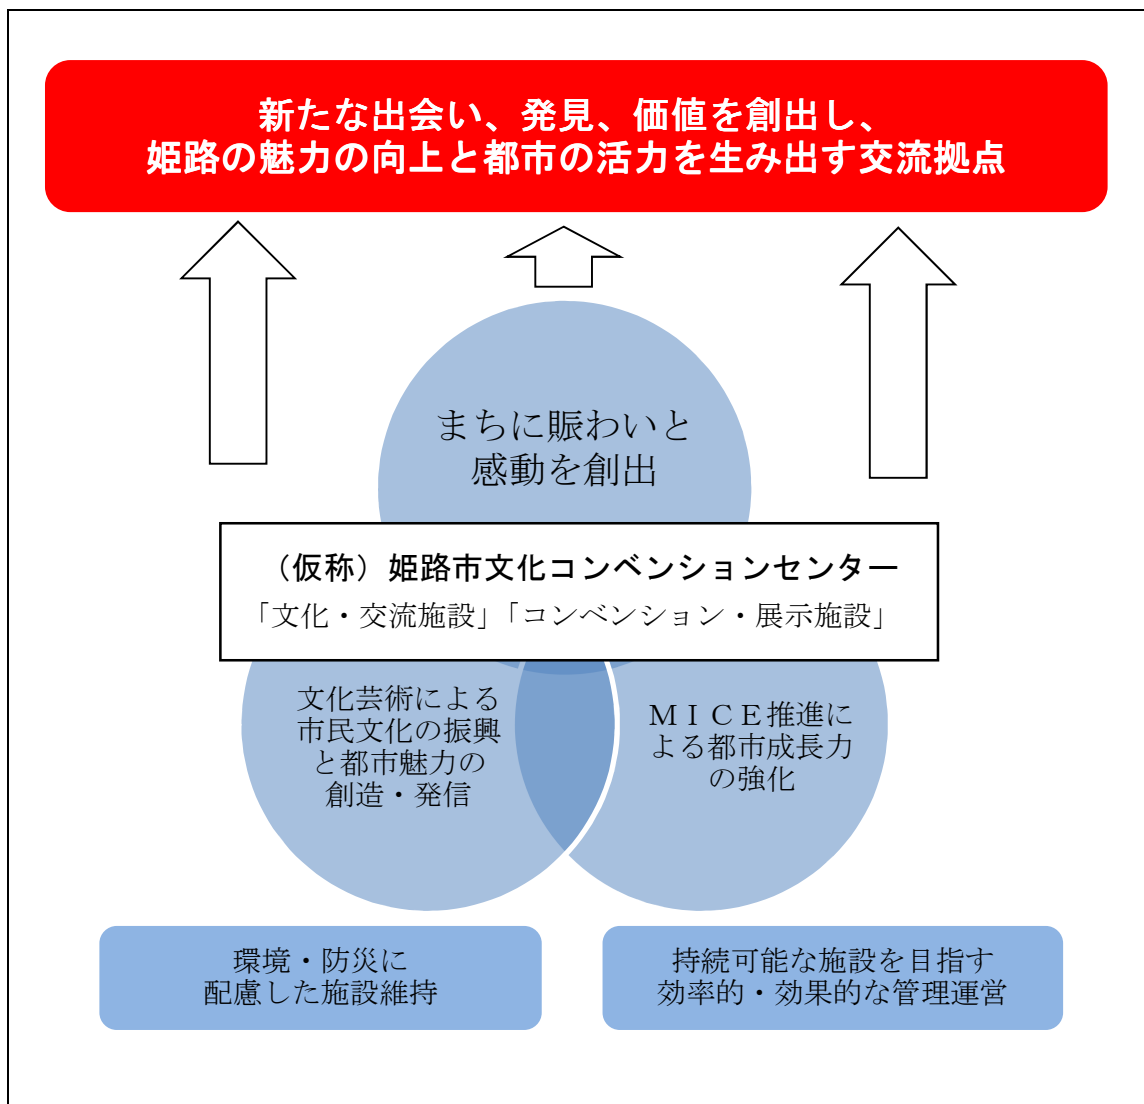 新たな出会い、発見、価値を創出し、
姫路の魅力の向上と都市の活力を生み出す交流拠点
まちに賑わいと
感動を創出
（仮称）姫路市文化コンベンションセンター
「文化・交流施設」「コンベンション・展示施設」
文化芸術による
市民文化の振興
と都市魅力の
創造・発信
ＭＩＣＥ推進に
よる都市成長力
の強化
環境・防災に
配慮した施設維持
持続可能な施設を目指す
効率的・効果的な管理運営